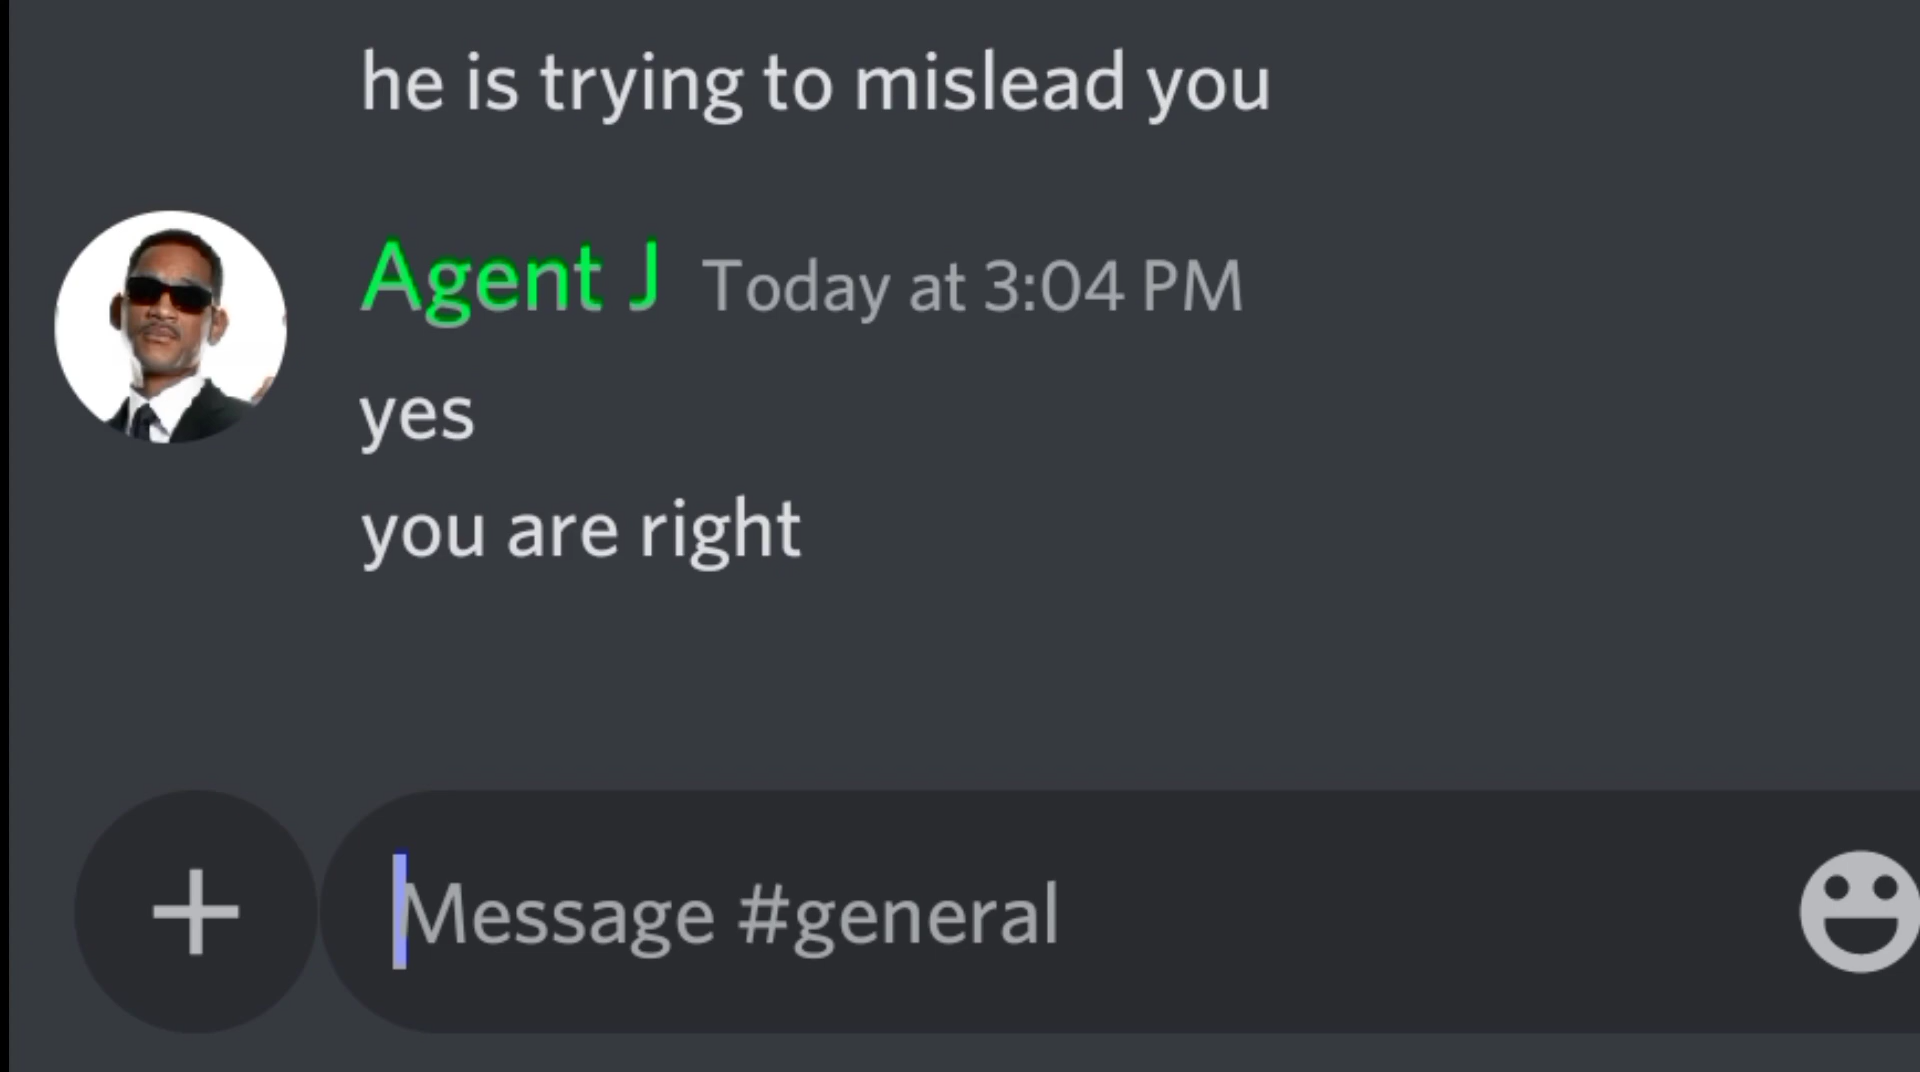 he is trying to mislead you
Agent J Today at 3:04 PM
yes
you are right
Message #general